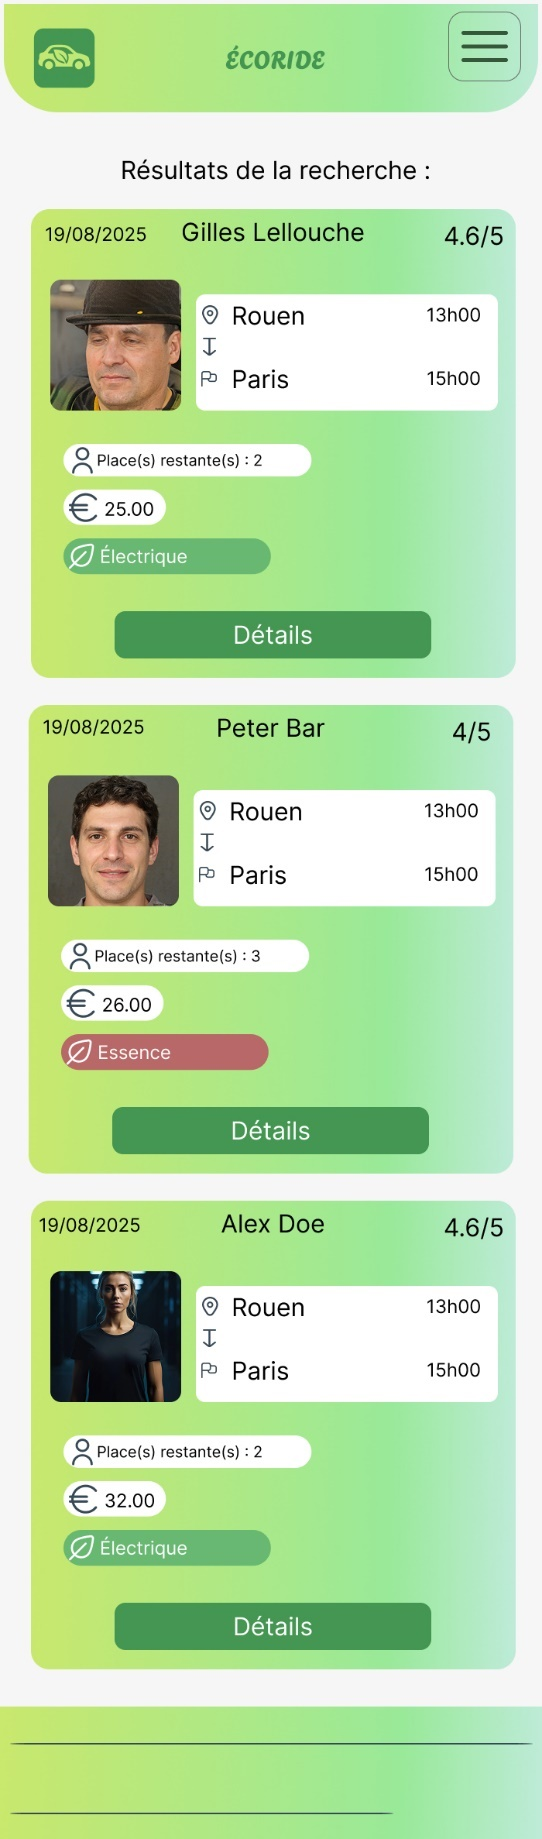 ÉCORIDE
Résultats de la recherche :
19/08/2025 Gilles Lellouche 4.6/5
Rouen 13h00
Paris 15h00
Place(s) restante(s) : 2
€ 25.00
Électrique
Détails
19/08/2025 Peter Bar 4/5
Rouen 13h00
Paris 15h00
Place(s) restante(s) : 3
€ 26.00
Essence
Détails
19/08/2025 Alex Doe 4.6/5
Rouen 13h00
Paris 15h00
Place(s) restante(s) : 2
€ 32.00
Électrique
Détails